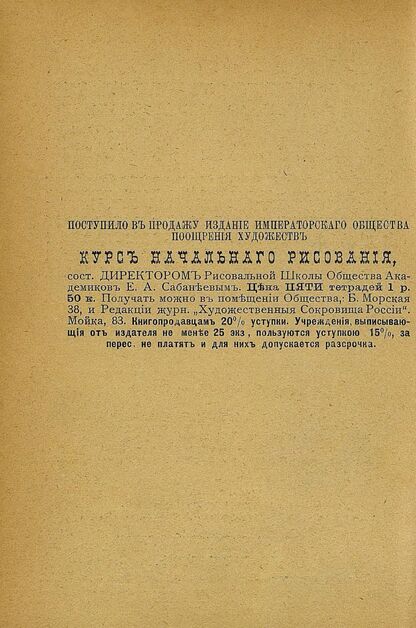 ПОСТУПИЛО ВЪ ПРОДАЖУ ИЗДАНІЕ ИМПЕРАТОРСКАГО ОБЩЕСТВА
ПООЩРЕНІЯ ХУДОЖЕСТВЪ
КУРСЪ НАЧАЛЬНАГО РИСОВАНІЯ,
сост. ДИРЕКТОРОМЪ Рисовальной Школы Общества Ака-
демикомъ Е. А. Сабанѣевымъ. Цѣна ПЯТИ тетрадей 1 р.
50 к. Получать можно въ помѣщеніи Общества,: Б. Морская
38, и Редакціи журн. „Художественныя Сокровища Россіи“.
Мойка, 83. Книгопродавцамъ 20% уступки. Учрежденія, выписываю-
щія отъ издателя не менѣе 25 экз., пользуются уступкою 15%, за
перес. не платятъ и для нихъ допускается разсрочка.